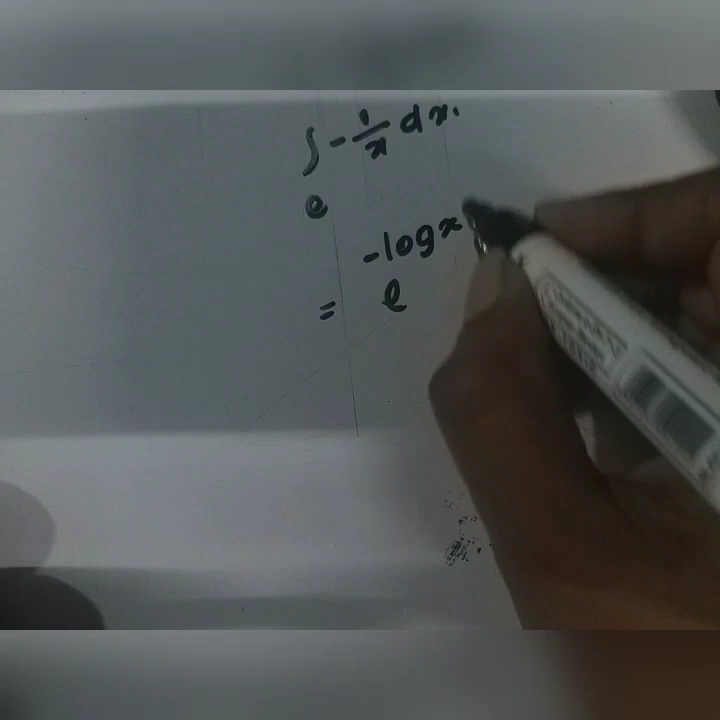 ∫ - 1/x dx.
e
- log x
= e